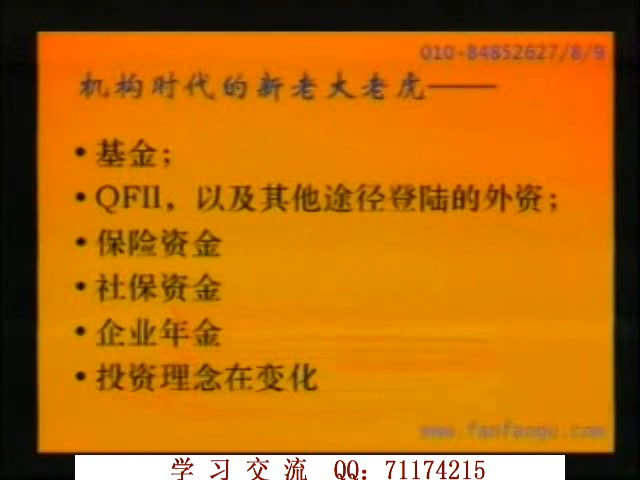 010-84852627/8/9
机构时代的新老大老虎——
• 基金；
• QFII，以及其他途径登陆的外资；
• 保险资金
• 社保资金
• 企业年金
• 投资理念在变化
www.fanfangu.com
学 习 交 流 QQ：71174215